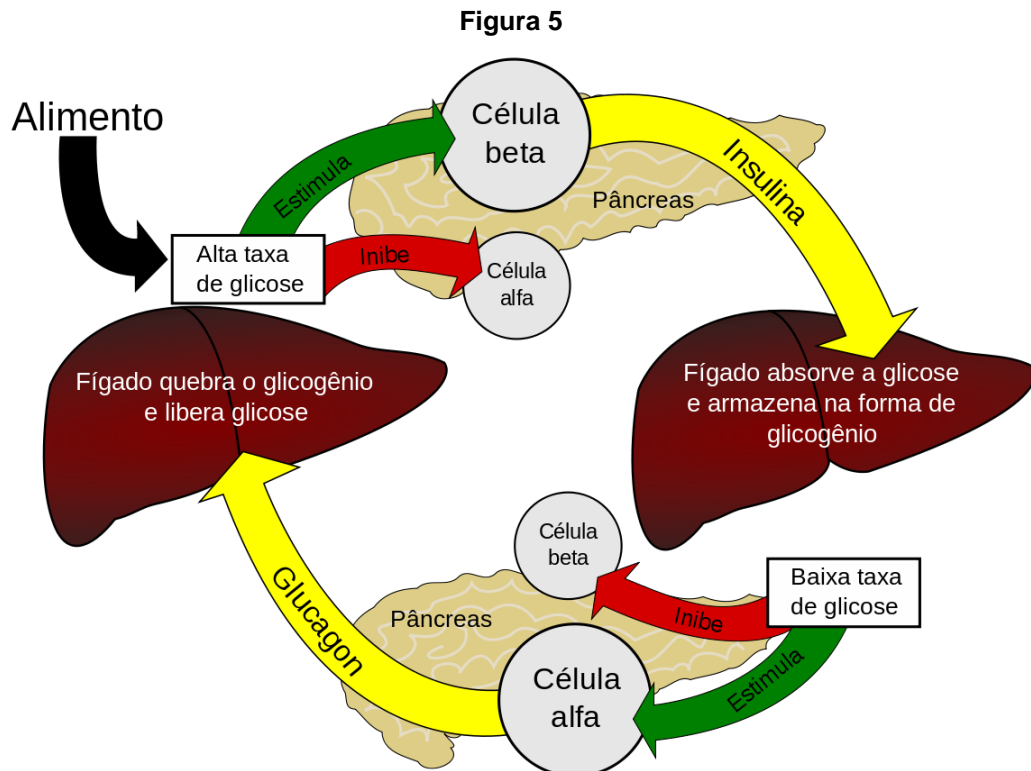 Figura 5
Alimento
Célula
beta
Insulina
Estimula
Pâncreas
Alta taxa
de glicose
Inibe
Célula
alfa
Fígado quebra o glicogênio
e libera glicose
Fígado absorve a glicose
e armazena na forma de
glicogênio
Célula
beta
Baixa taxa
de glicose
Glucagon
Pâncreas
Inibe
Célula
alfa
Estimula